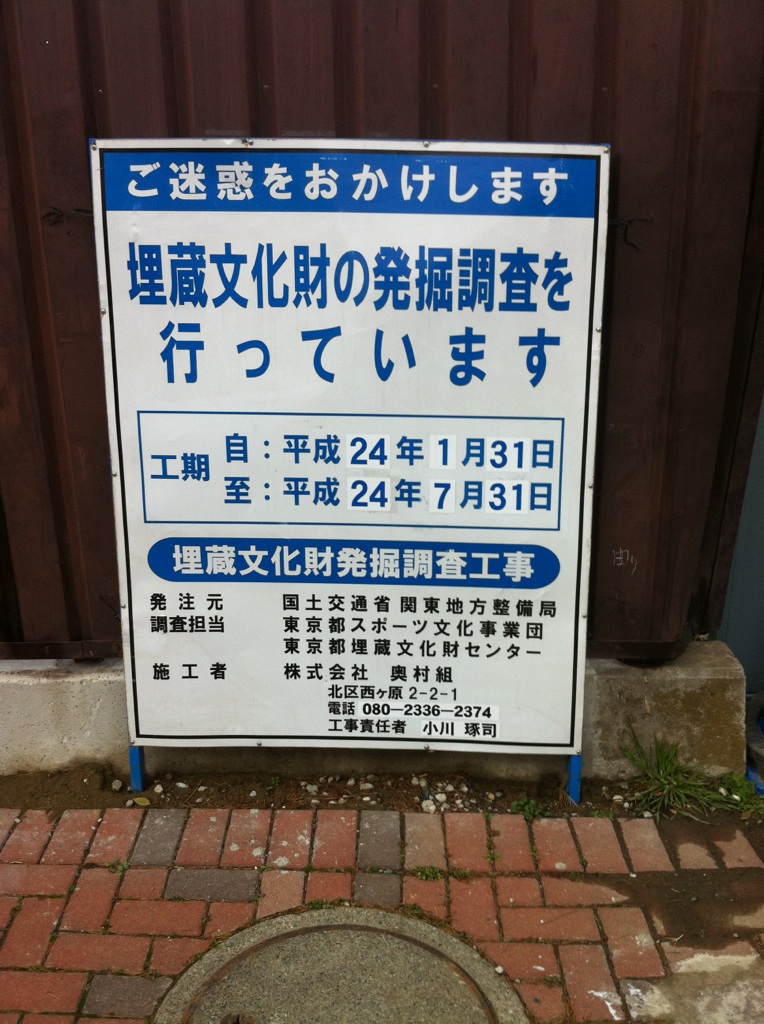 ご迷惑をおかけします
埋蔵文化財の発掘調査を
行っています
工期
自：平成24年1月31日
至：平成24年7月31日
埋蔵文化財発掘調査工事
発注元 国土交通省関東地方整備局
調査担当 東京都スポーツ文化事業団
東京都埋蔵文化財センター
施工者 株式会社 奥村組
北区西ヶ原2-2-1
電話 080-2336-2374
工事責任者 小川 琢司